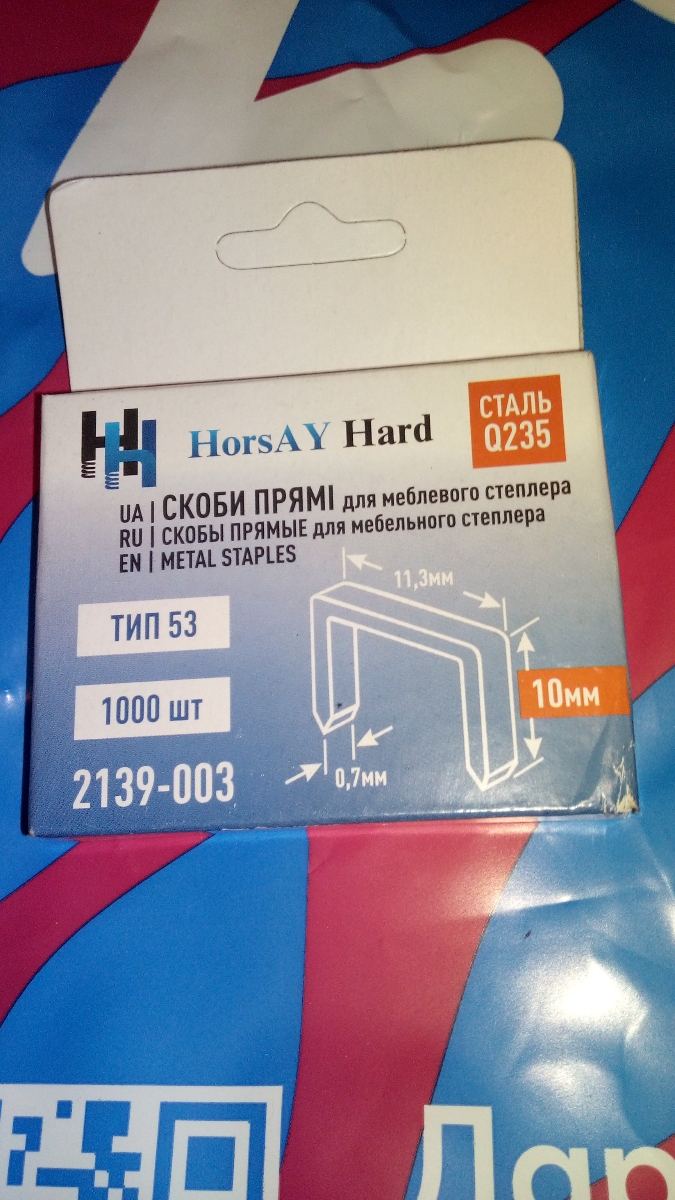 HorsAY Hard
СТАЛЬ
Q235
UA | СКОБИ ПРЯМІ для меблевого степлера
RU | СКОБЫ ПРЯМЫЕ для мебельного степлера
EN | METAL STAPLES
11,3мм
ТИП 53
10мм
1000 шт
0,7мм
2139-003
Дар